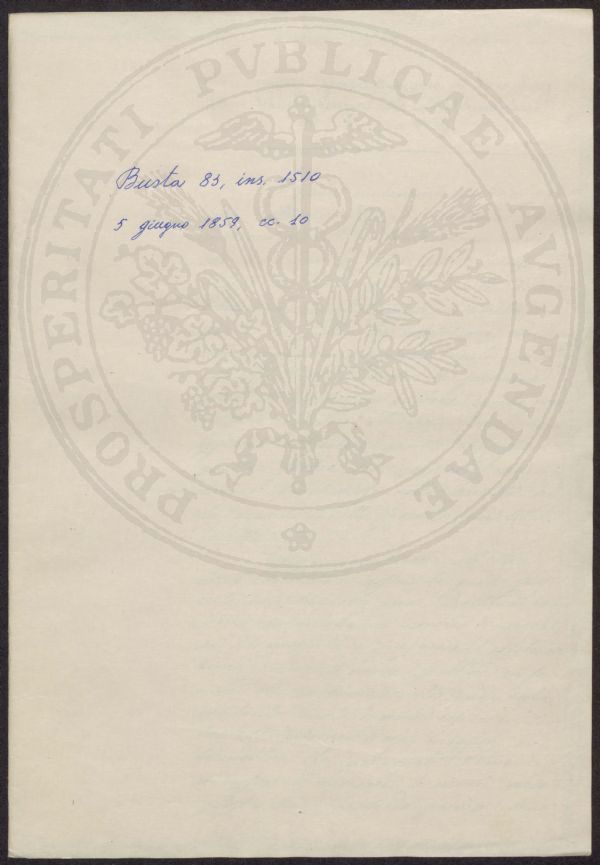 PROSPERITATI PVBLICAE AVGENDAE
Busta 83, ins. 1510
5 giugno 1859, cc. 10